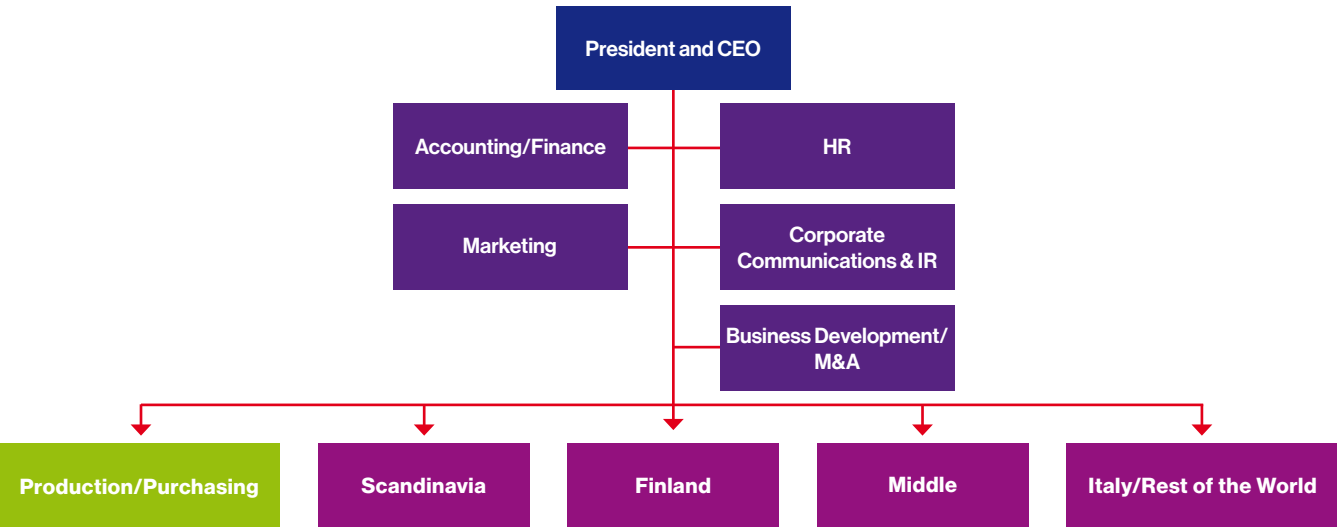 President and CEO
Accounting/Finance
HR
Marketing
Corporate
Communications & IR
Business Development/
M&A
Production/Purchasing
Scandinavia
Finland
Middle
Italy/Rest of the World